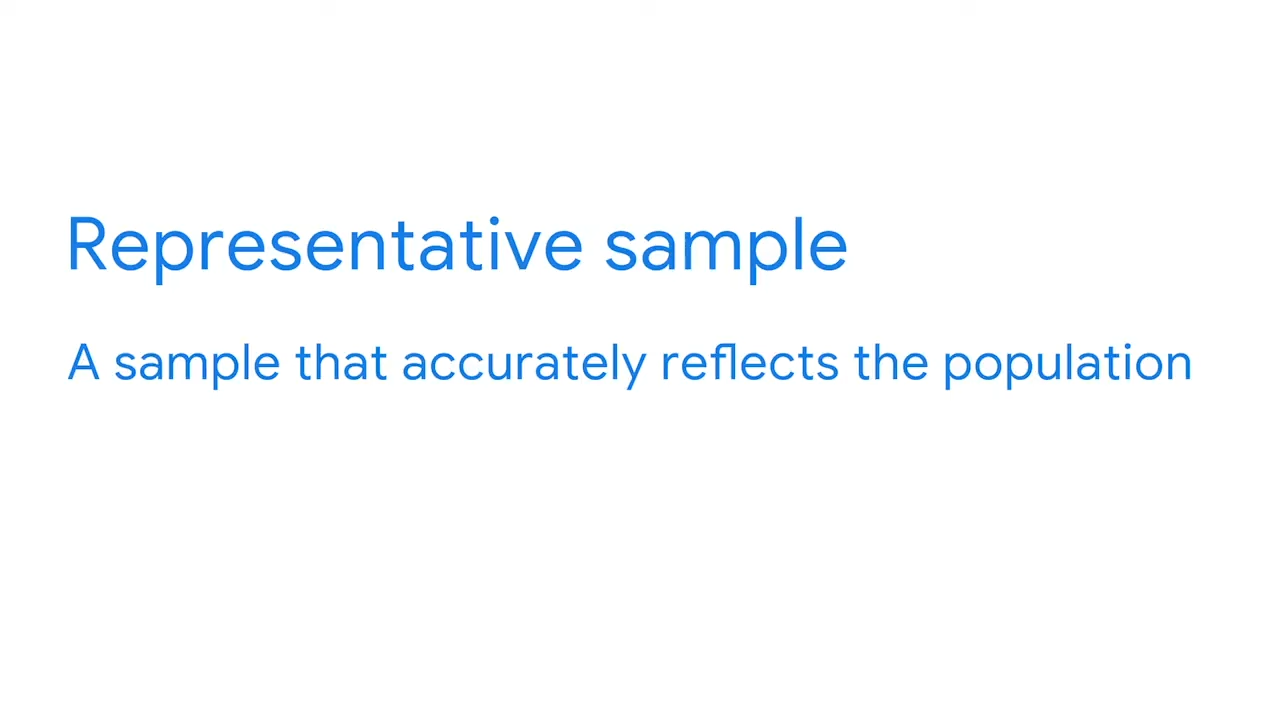 Representative sample
A sample that accurately reflects the population